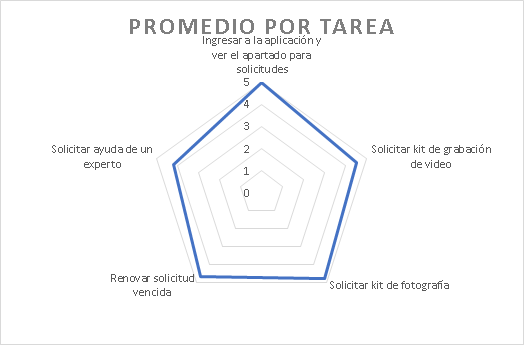 PROMEDIO POR TAREA
Ingresar a la aplicación y
ver el apartado para
solicitudes
5
4
3
2
1
0
Solicitar kit de grabación
de video
Solicitar kit de fotografía
Renovar solicitud
vencida
Solicitar ayuda de un
experto